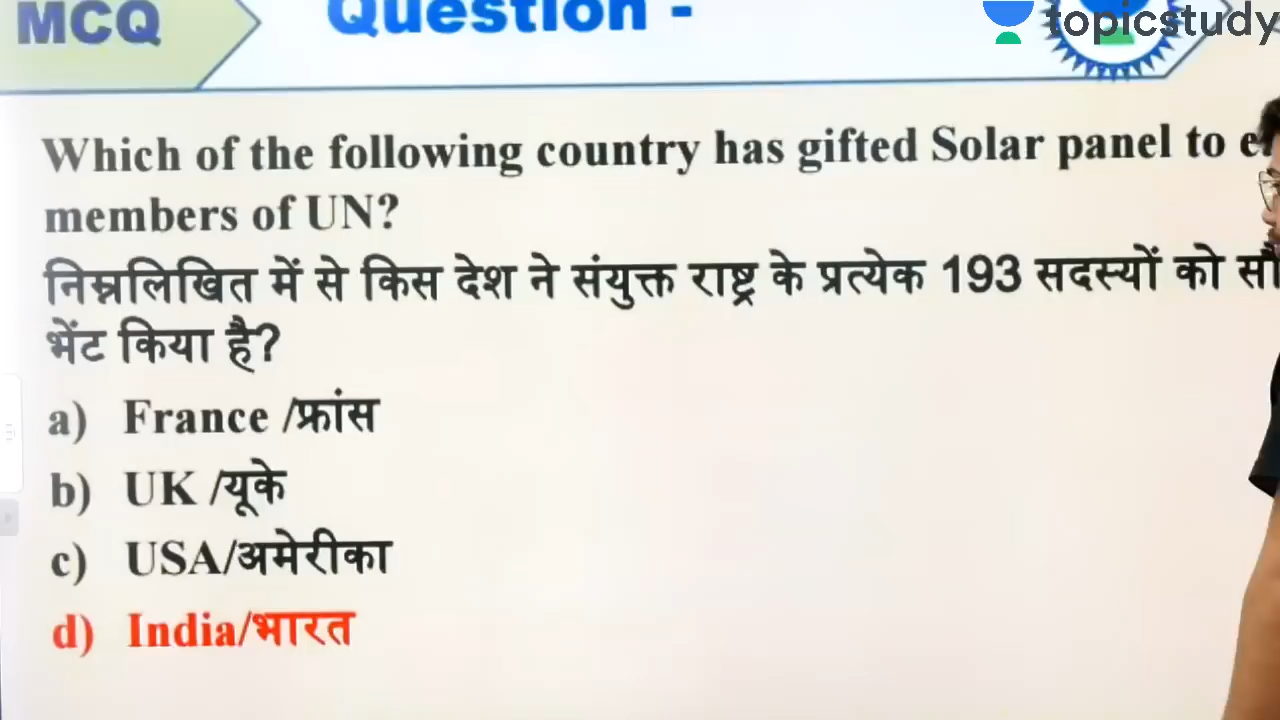 MCQ
Question -
topicstudy
Which of the following country has gifted Solar panel to
members of UN?
निम्नलिखित में से किस देश ने संयुक्त राष्ट्र के प्रत्येक 193 सदस्यों को
भेंट किया है?
a) France /फ्रांस
b) UK /यूके
c) USA/अमेरीका
d) India/भारत